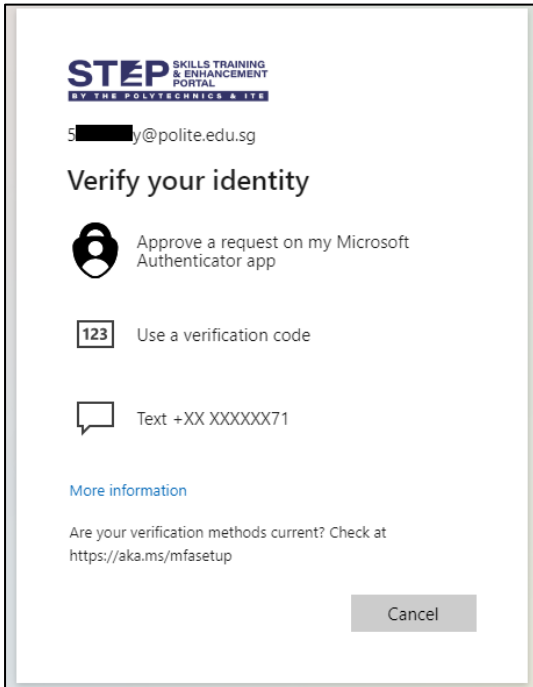 STEP SKILLS TRAINING
& ENHANCEMENT
PORTAL
BY THE POLYTECHNICS & ITE
5 y@polite.edu.sg
Verify your identity
Approve a request on my Microsoft
Authenticator app
123 Use a verification code
Text +XX XXXXXX71
More information
Are your verification methods current? Check at
https://aka.ms/mfasetup
Cancel